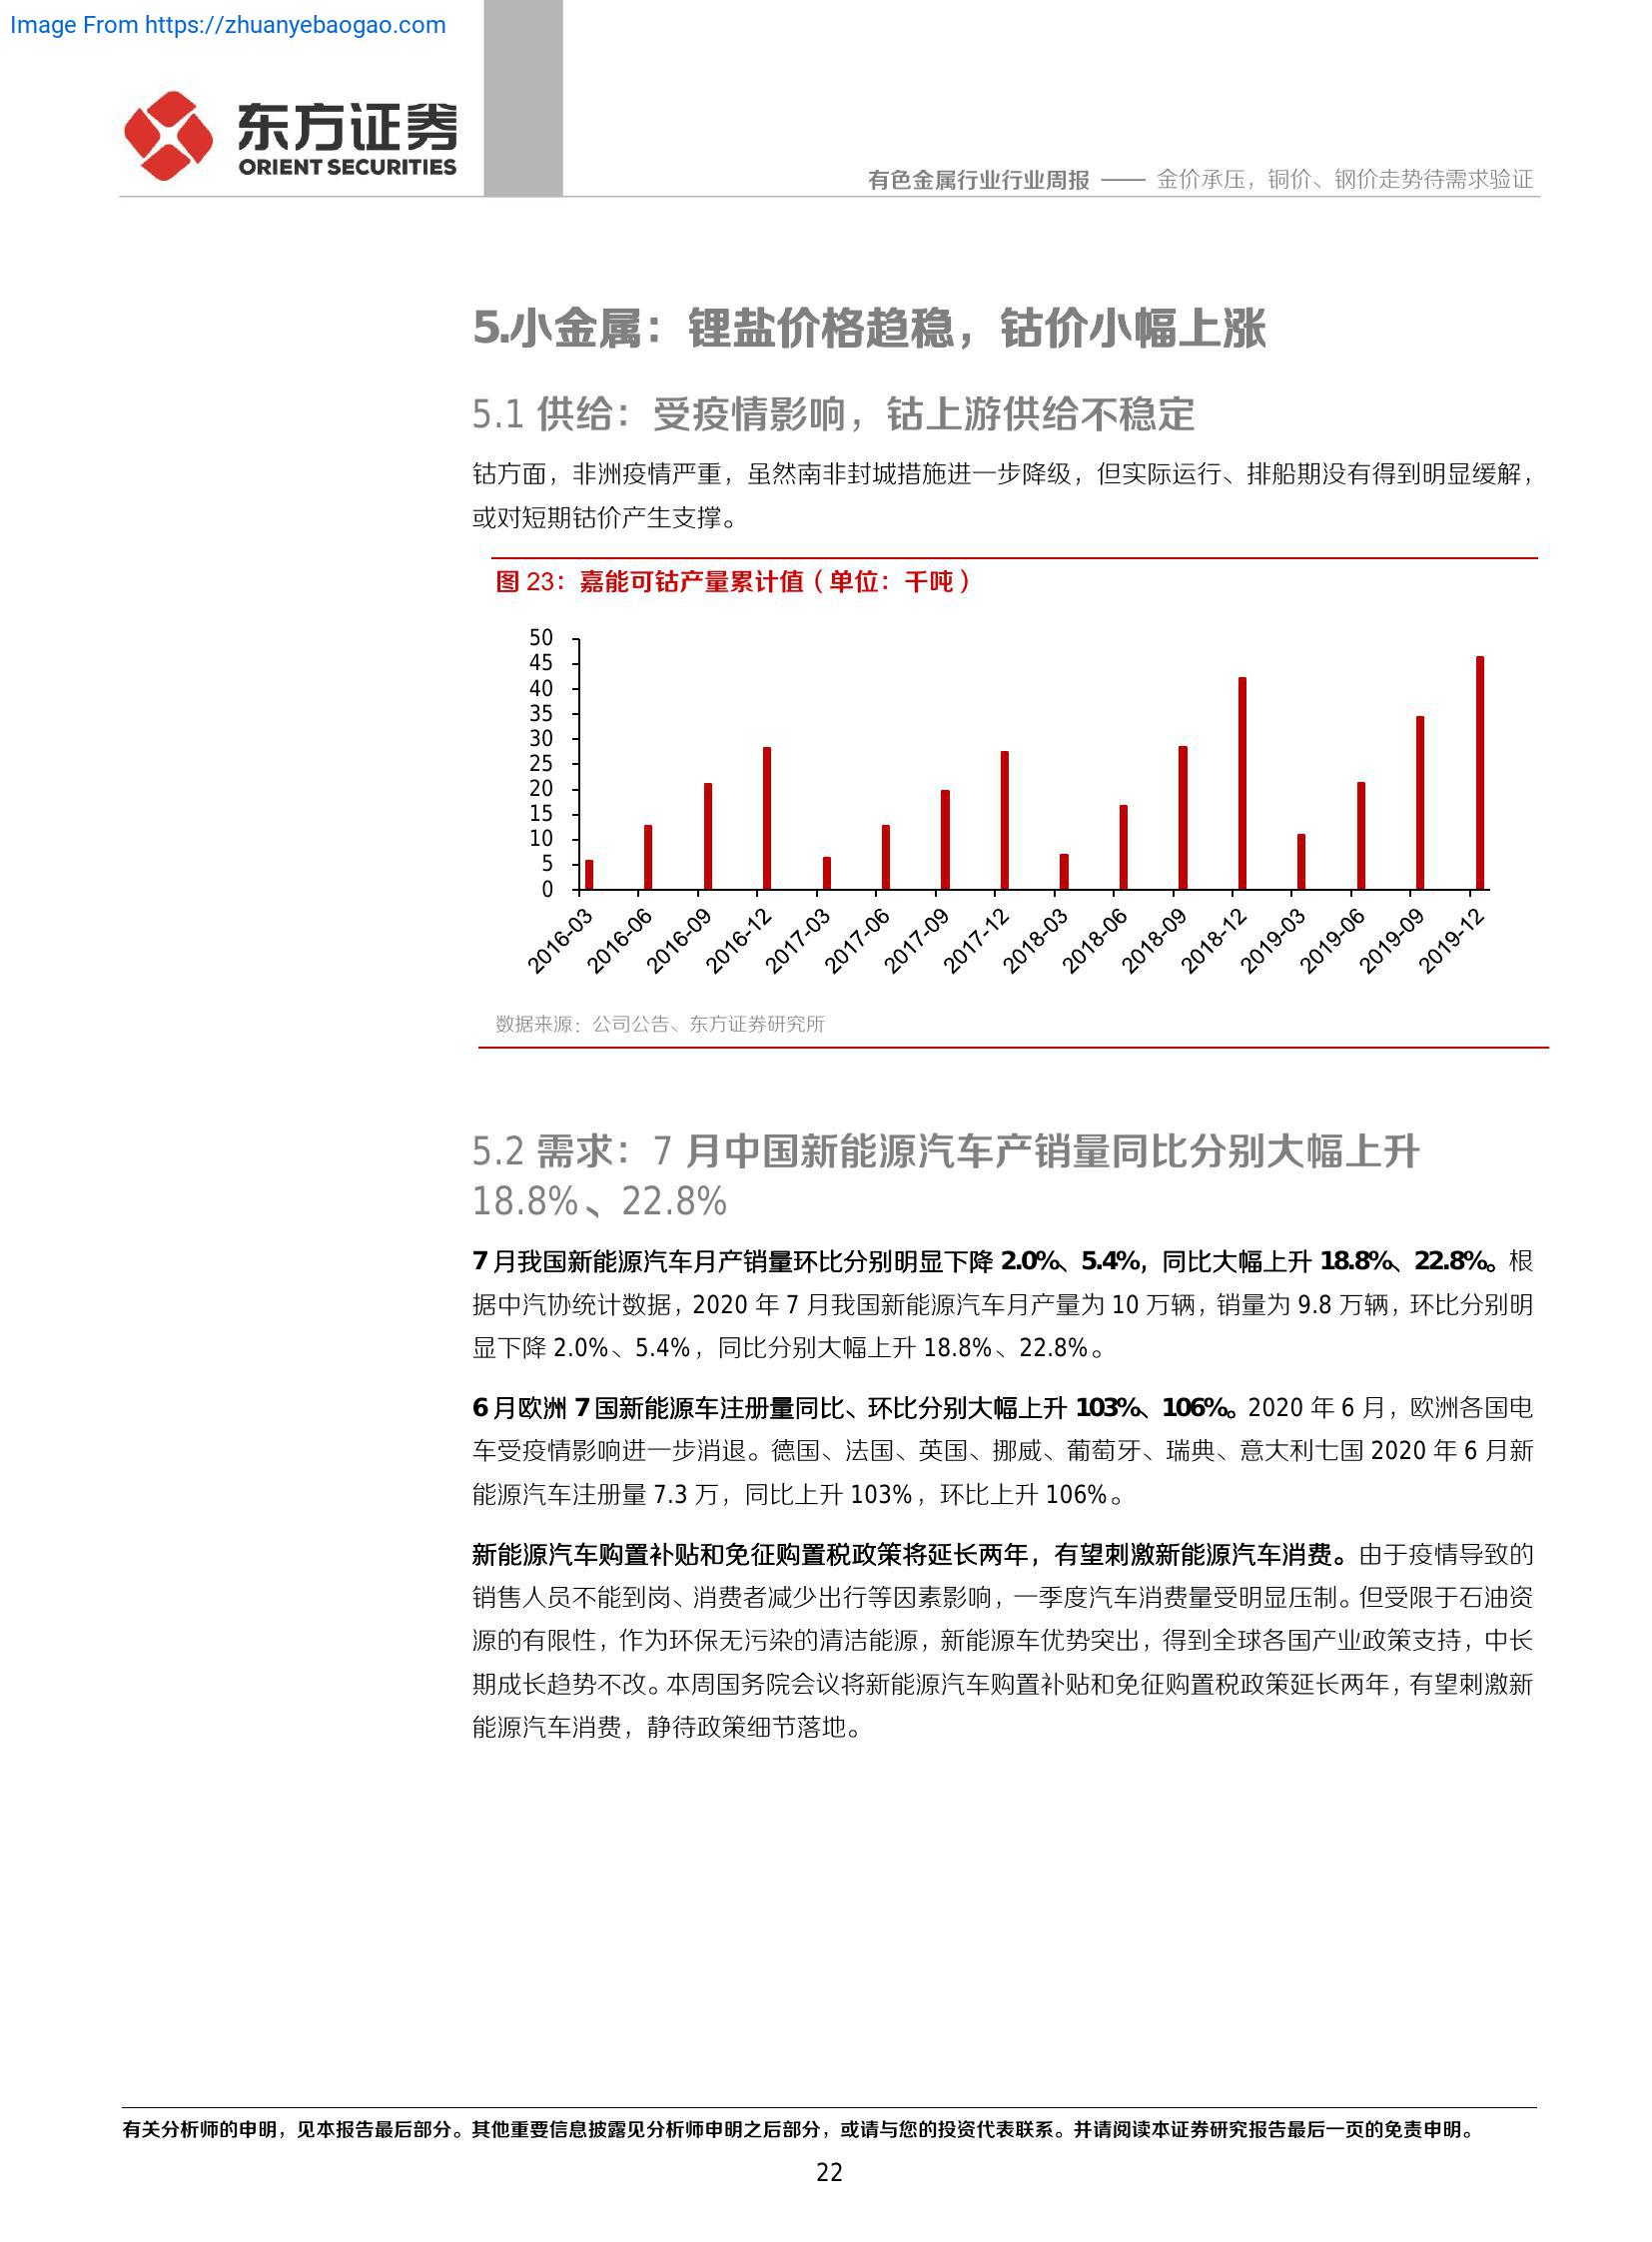 Image From https://zhuanyebaogao.com
东方证券
ORIENT SECURITIES
有色金属行业行业周报 —— 金价承压，铜价、钢价走势待需求验证
5.小金属：锂盐价格趋稳，钴价小幅上涨
5.1 供给：受疫情影响，钴上游供给不稳定
钴方面，非洲疫情严重，虽然南非封城措施进一步降级，但实际运行、排船期没有得到明显缓解，
或对短期钴价产生支撑。
图 23：嘉能可钴产量累计值（单位：千吨）
50
45
40
35
30
25
20
15
10
5
0
2016-03
2016-06
2016-09
2016-12
2017-03
2017-06
2017-09
2017-12
2018-03
2018-06
2018-09
2018-12
2019-03
2019-06
2019-09
2019-12
数据来源：公司公告、东方证券研究所
5.2 需求：7 月中国新能源汽车产销量同比分别大幅上升
18.8%、22.8%
7 月我国新能源汽车月产销量环比分别明显下降 2.0%、5.4%，同比大幅上升 18.8%、22.8%。根
据中汽协统计数据，2020 年 7 月我国新能源汽车月产量为 10 万辆，销量为 9.8 万辆，环比分别明
显下降 2.0%、5.4%，同比分别大幅上升 18.8%、22.8%。
6 月欧洲 7 国新能源车注册量同比、环比分别大幅上升 103%、106%。2020 年 6 月，欧洲各国电
车受疫情影响进一步消退。德国、法国、英国、挪威、葡萄牙、瑞典、意大利七国 2020 年 6 月新
能源汽车注册量 7.3 万，同比上升 103%，环比上升 106%。
新能源汽车购置补贴和免征购置税政策将延长两年，有望刺激新能源汽车消费。由于疫情导致的
销售人员不能到岗、消费者减少出行等因素影响，一季度汽车消费量受明显压制。但受限于石油资
源的有限性，作为环保无污染的清洁能源，新能源车优势突出，得到全球各国产业政策支持，中长
期成长趋势不改。本周国务院会议将新能源汽车购置补贴和免征购置税政策延长两年，有望刺激新
能源汽车消费，静待政策细节落地。
有关分析师的申明，见本报告最后部分。其他重要信息披露见分析师申明之后部分，或请与您的投资代表联系。并请阅读本证券研究报告最后一页的免责申明。
22